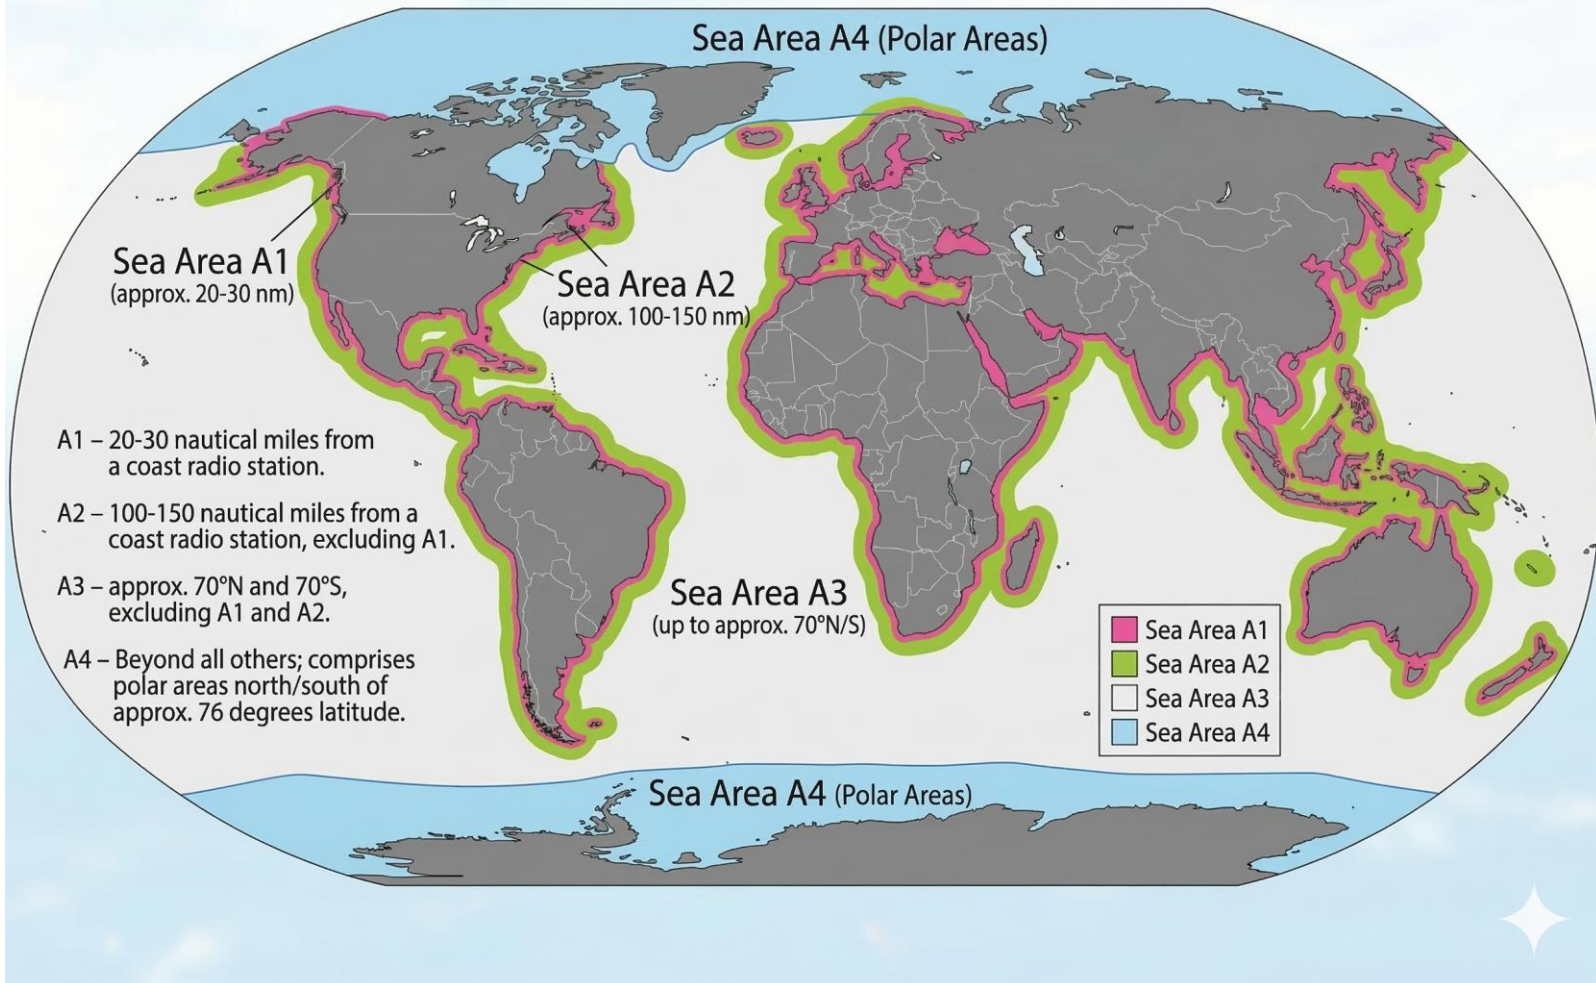 Sea Area A4 (Polar Areas)
Sea Area A1
(approx. 20-30 nm)
Sea Area A2
(approx. 100-150 nm)
A1 – 20-30 nautical miles from
a coast radio station.
A2 – 100-150 nautical miles from a
coast radio station, excluding A1.
A3 – approx. 70°N and 70°S,
excluding A1 and A2.
A4 – Beyond all others; comprises
polar areas north/south of
approx. 76 degrees latitude.
Sea Area A3
(up to approx. 70°N/S)
Sea Area A1
Sea Area A2
Sea Area A3
Sea Area A4
Sea Area A4 (Polar Areas)